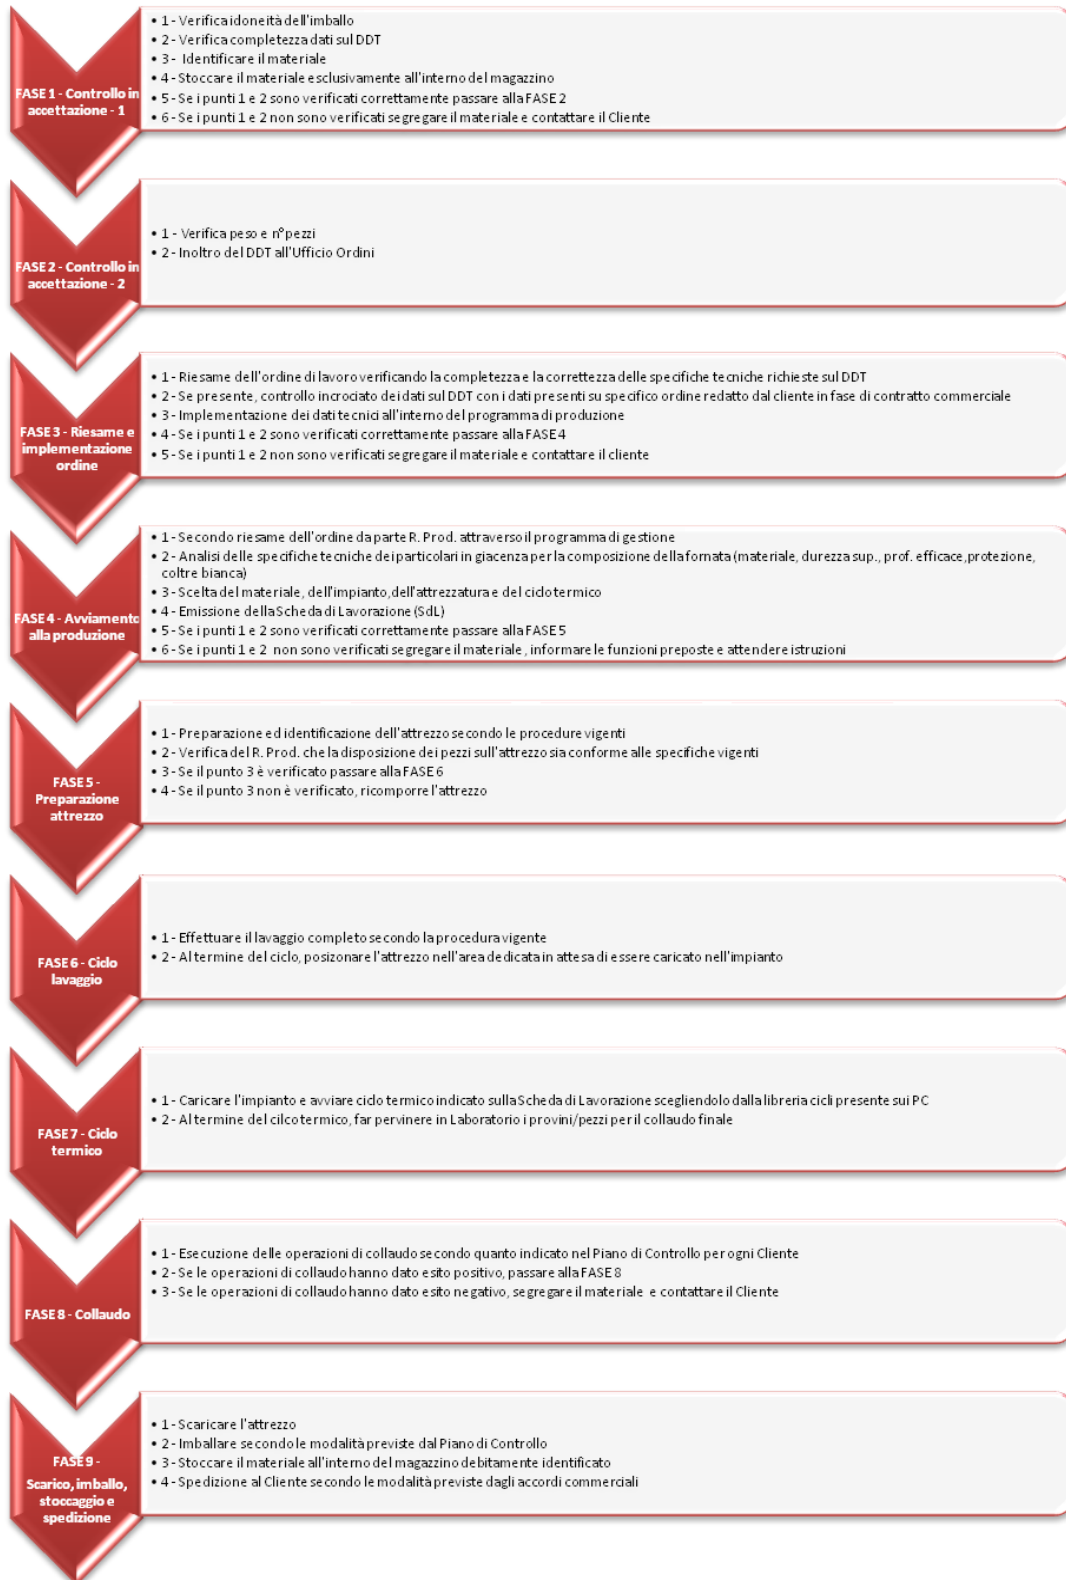 FASE 1 - Controllo in
accettazione - 1
• 1 - Verifica idoneità dell'imballo
• 2 - Verifica completezza dati sul DDT
• 3 - Identificare il materiale
• 4 - Stoccare il materiale esclusivamente all'interno del magazzino
• 5 - Se i punti 1 e 2 sono verificati correttamente passare alla FASE 2
• 6 - Se i punti 1 e 2 non sono verificati segregare il materiale e contattare il Cliente
FASE 2 - Controllo in
accettazione - 2
• 1 - Verifica peso e n° pezzi
• 2 - Inoltro del DDT all'Ufficio Ordini
FASE 3 - Riesame e
implementazione
ordine
• 1 - Riesame dell'ordine di lavoro verificando la completezza e la correttezza delle specifiche tecniche richieste sul DDT
• 2 - Se presente, controllo incrociato dei dati sul DDT con i dati presenti su specifico ordine redatto dal cliente in fase di contratto commerciale
• 3 - Implementazione dei dati tecnici all'interno del programma di produzione
• 4 - Se i punti 1 e 2 sono verificati correttamente passare alla FASE 4
• 5 - Se i punti 1 e 2 non sono verificati segregare il materiale e contattare il cliente
FASE 4 - Avviamento
alla produzione
• 1 - Secondo riesame dell'ordine da parte R. Prod. attraverso il programma di gestione
• 2 - Analisi delle specifiche tecniche dei particolari in giacenza per la composizione della fornata (materiale, durezza sup., prof. efficace, protezione,
coltre bianca)
• 3 - Scelta del materiale, dell'impianto, dell'attrezzatura e del ciclo termico
• 4 - Emissione della Scheda di Lavorazione (SdL)
• 5 - Se i punti 1 e 2 sono verificati correttamente passare alla FASE 5
• 6 - Se i punti 1 e 2 non sono verificati segregare il materiale, informare le funzioni preposte e attendere istruzioni
FASE 5 -
Preparazione
attrezzo
• 1 - Preparazione ed identificazione dell'attrezzo secondo le procedure vigenti
• 2 - Verifica del R. Prod. che la disposizione dei pezzi sull'attrezzo sia conforme alle specifiche vigenti
• 3 - Se il punto 3 è verificato passare alla FASE 6
• 4 - Se il punto 3 non è verificato, ricomporre l'attrezzo
FASE 6 - Ciclo
lavaggio
• 1 - Effettuare il lavaggio completo secondo la procedura vigente
• 2 - Al termine del ciclo, posizonare l'attrezzo nell'area dedicata in attesa di essere caricato nell'impianto
FASE 7 - Ciclo
termico
• 1 - Caricare l'impianto e avviare ciclo termico indicato sulla Scheda di Lavorazione scegliendolo dalla libreria cicli presente sui PC
• 2 - Al termine del cilco termico, far pervinere in Laboratorio i provini/pezzi per il collaudo finale
FASE 8 - Collaudo
• 1 - Esecuzione delle operazioni di collaudo secondo quanto indicato nel Piano di Controllo per ogni Cliente
• 2 - Se le operazioni di collaudo hanno dato esito positivo, passare alla FASE 8
• 3 - Se le operazioni di collaudo hanno dato esito negativo, segregare il materiale e contattare il Cliente
FASE 9 -
Scarico, imballo,
stoccaggio e
spedizione
• 1 - Scaricare l'attrezzo
• 2 - Imballare secondo le modalità previste dal Piano di Controllo
• 3 - Stoccare il materiale all'interno del magazzino debitamente identificato
• 4 - Spedizione al Cliente secondo le modalità previste dagli accordi commerciali